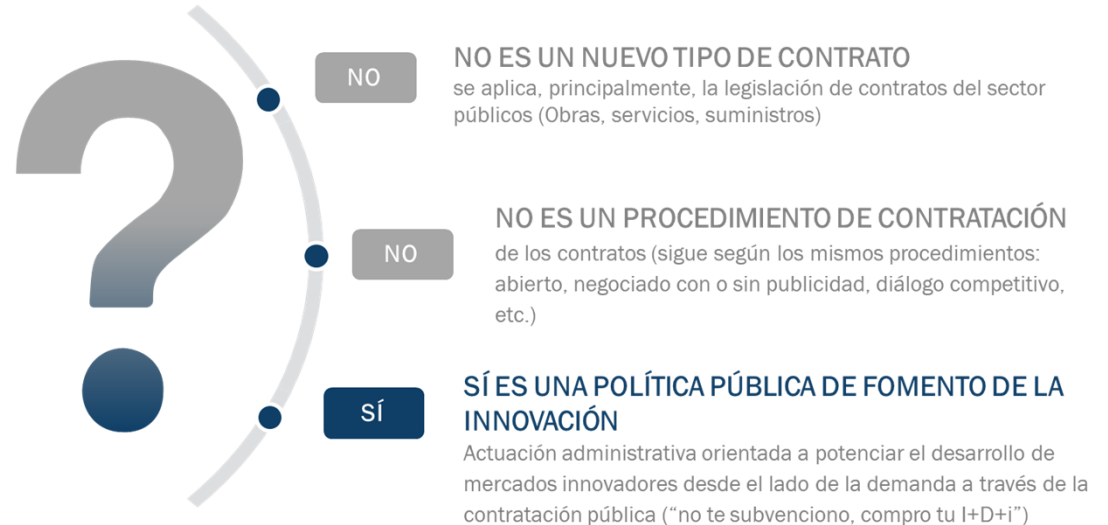 ?
NO
NO ES UN NUEVO TIPO DE CONTRATO
se aplica, principalmente, la legislación de contratos del sector
públicos (Obras, servicios, suministros)
NO
NO ES UN PROCEDIMIENTO DE CONTRATACIÓN
de los contratos (sigue según los mismos procedimientos:
abierto, negociado con o sin publicidad, diálogo competitivo,
etc.)
SÍ
SÍ ES UNA POLÍTICA PÚBLICA DE FOMENTO DE LA
INNOVACIÓN
Actuación administrativa orientada a potenciar el desarrollo de
mercados innovadores desde el lado de la demanda a través de la
contratación pública (“no te subvenciono, compro tu I+D+i”)